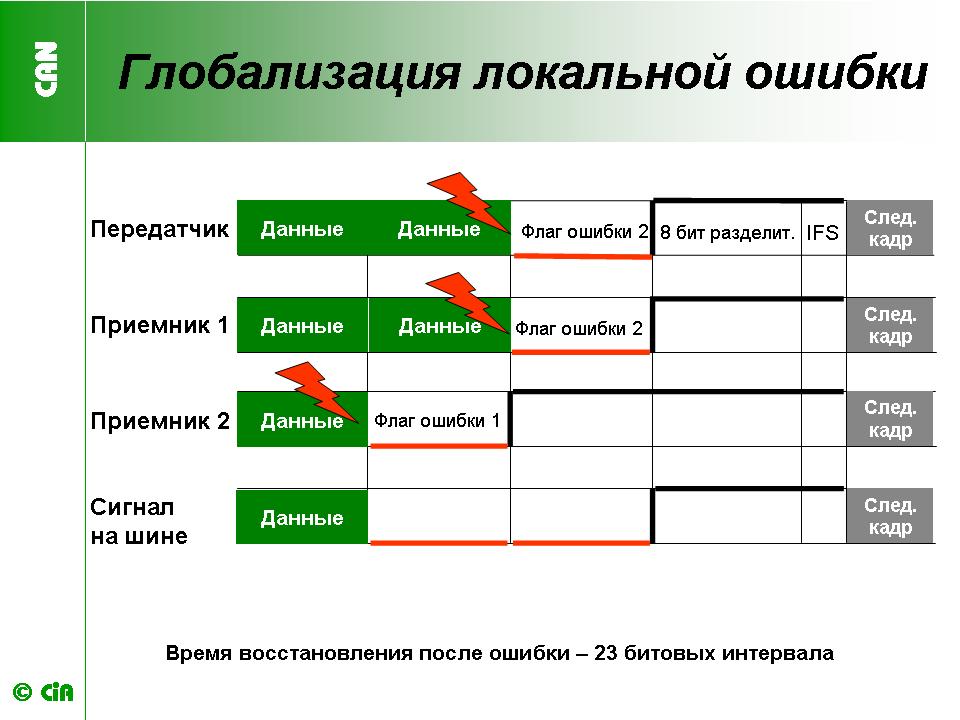 CAN
Глобализация локальной ошибки
Передатчик
Данные
Данные
Флаг ошибки 2
8 бит разделит.
IFS
След.
кадр
Приемник 1
Данные
Данные
Флаг ошибки 2
След.
кадр
Приемник 2
Данные
Флаг ошибки 1
След.
кадр
Сигнал
на шине
Данные
След.
кадр
Время восстановления после ошибки – 23 битовых интервала
© CiA